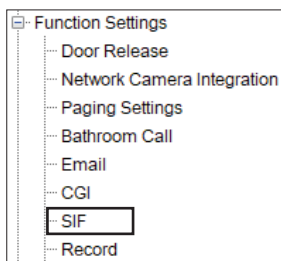 Function Settings
Door Release
Network Camera Integration
Paging Settings
Bathroom Call
Email
CGI
SIF
Record